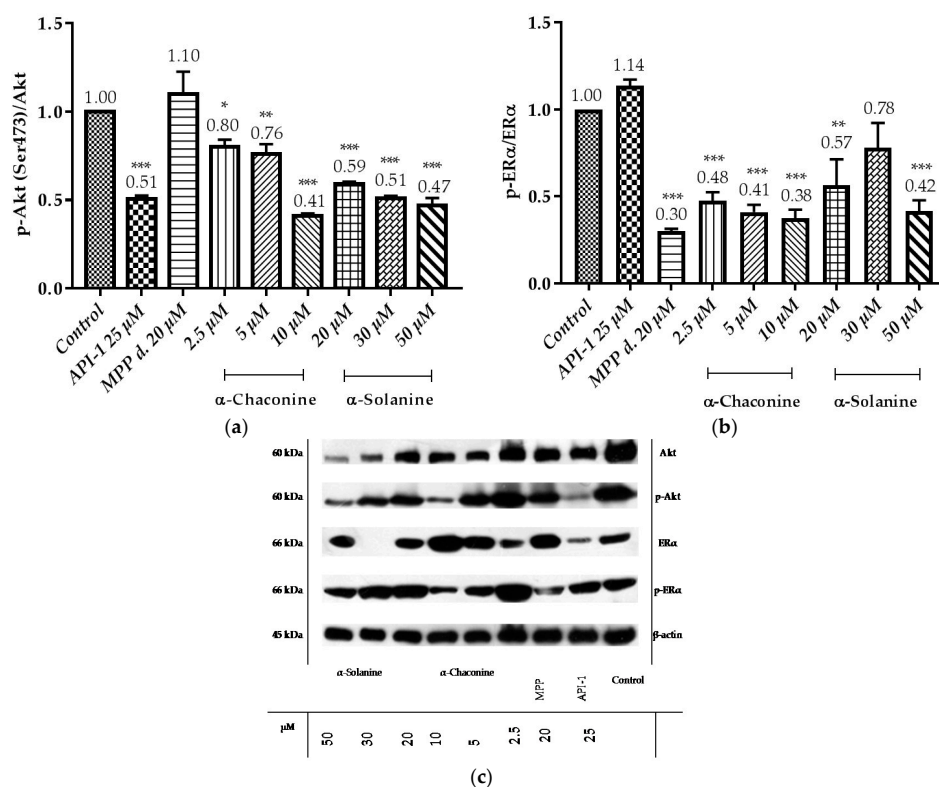 1.5
1.0
0.5
0.0
p-Akt (Ser473)/Akt
1.00
***
0.51
1.10
*
0.80
**
0.76
***
0.41
***
0.59
***
0.51
***
0.47
Control
API-1 25 μM
MPP d. 20 μM
2.5 μM
5 μM
10 μM
20 μM
30 μM
50 μM
α-Chaconine
α-Solanine
(a)
1.5
1.0
0.5
0.0
p-ERα/ERα
1.00
1.14
***
0.30
***
0.48
***
0.41
***
0.38
**
0.57
0.78
***
0.42
Control
API-1 25 μM
MPP d. 20 μM
2.5 μM
5 μM
10 μM
20 μM
30 μM
50 μM
α-Chaconine
α-Solanine
(b)
60 kDa Akt
60 kDa p-Akt
66 kDa ERα
66 kDa p-ERα
45 kDa β-actin
α-Solanine α-Chaconine MPP API-1 Control
μM 50 30 20 10 5 2.5 20 25
(c)